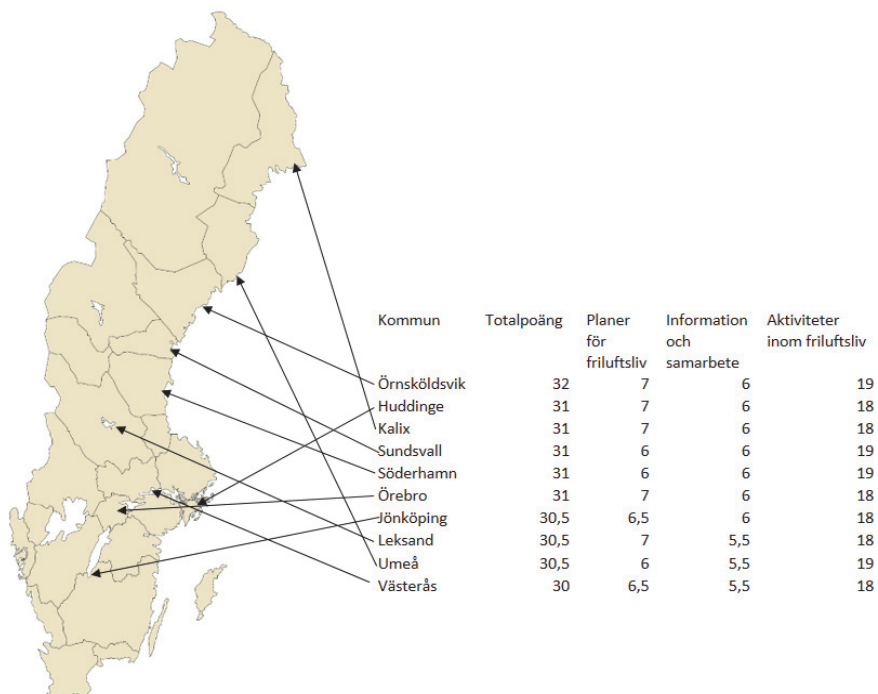 Kommun Totalpoäng Planer för friluftsliv Information och samarbete Aktiviteter inom friluftsliv
Örnsköldsvik 32 7 6 19
Huddinge 31 7 6 18
Kalix 31 7 6 18
Sundsvall 31 6 6 19
Söderhamn 31 6 6 19
Örebro 31 7 6 18
Jönköping 30,5 6,5 6 18
Leksand 30,5 7 5,5 18
Umeå 30,5 6 5,5 19
Västerås 30 6,5 5,5 18